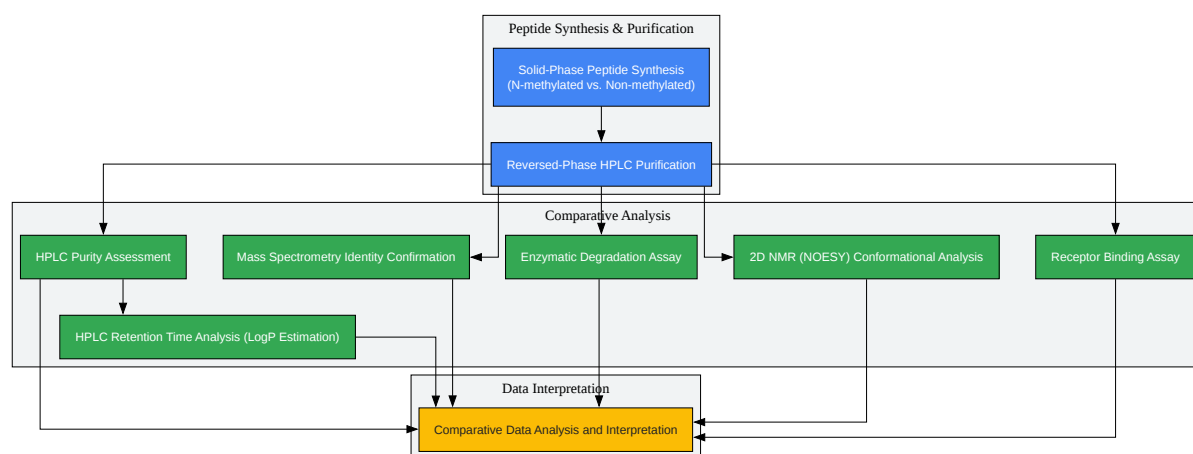 Peptide Synthesis & Purification
Solid-Phase Peptide Synthesis
(N-methylated vs. Non-methylated)
Reversed-Phase HPLC Purification
Comparative Analysis
HPLC Purity Assessment
Mass Spectrometry Identity Confirmation
Enzymatic Degradation Assay
2D NMR (NOESY) Conformational Analysis
Receptor Binding Assay
HPLC Retention Time Analysis (LogP Estimation)
Data Interpretation
Comparative Data Analysis and Interpretation